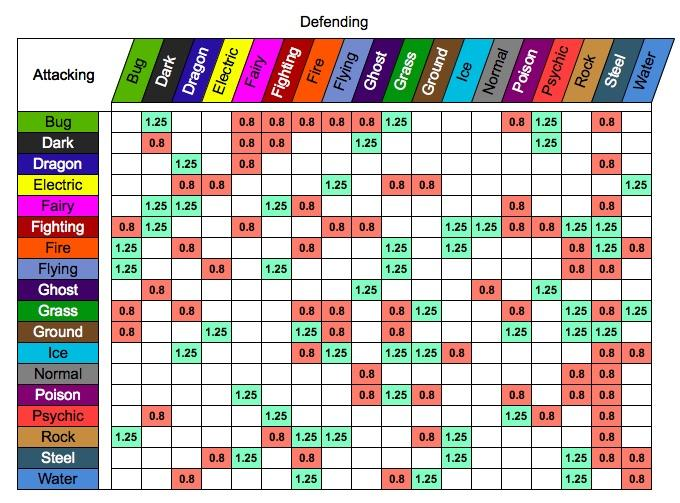 Defending
Attacking Bug Dark Dragon Electric Fairy Fighting Fire Flying Ghost Grass Ground Ice Normal Poison Psychic Rock Steel Water
Bug 1.25 0.8 0.8 0.8 0.8 0.8 1.25 0.8 1.25 0.8
Dark 0.8 0.8 0.8 1.25 1.25
Dragon 1.25 0.8 0.8
Electric 0.8 0.8 1.25 0.8 0.8 1.25
Fairy 1.25 1.25 1.25 0.8 0.8 0.8
Fighting 0.8 1.25 0.8 0.8 0.8 1.25 1.25 0.8 0.8 1.25 1.25
Fire 1.25 0.8 0.8 1.25 1.25 0.8 1.25 0.8
Flying 1.25 0.8 1.25 1.25 0.8 0.8
Ghost 0.8 1.25 0.8 1.25
Grass 0.8 0.8 0.8 0.8 0.8 1.25 0.8 1.25 0.8 1.25
Ground 0.8 1.25 1.25 0.8 0.8 1.25 1.25 1.25
Ice 1.25 0.8 1.25 1.25 1.25 0.8 0.8 0.8
Normal 0.8 0.8 0.8
Poison 1.25 0.8 1.25 0.8 0.8 0.8 0.8
Psychic 0.8 1.25 1.25 0.8 0.8
Rock 1.25 0.8 1.25 1.25 0.8 1.25 0.8
Steel 0.8 1.25 0.8 1.25 1.25 0.8 0.8
Water 0.8 1.25 0.8 1.25 1.25 0.8